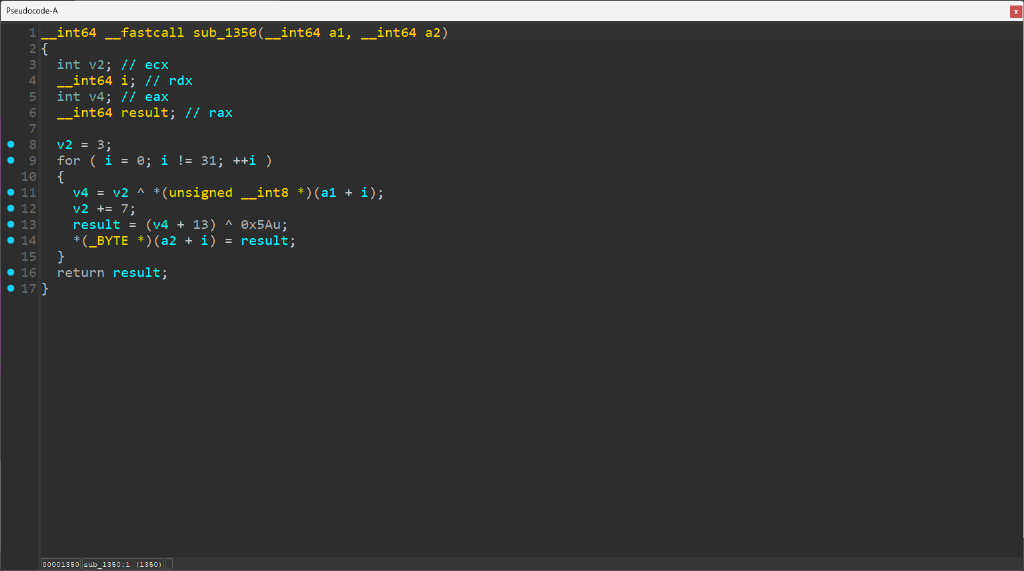 Pseudocode-A
x
1 __int64 __fastcall sub_1350(__int64 a1, __int64 a2)
2 {
3 int v2; // ecx
4 __int64 i; // rdx
5 int v4; // eax
6 __int64 result; // rax
7
8 v2 = 3;
9 for ( i = 0; i != 31; ++i )
10 {
11 v4 = v2 ^ *(unsigned __int8 *)(a1 + i);
12 v2 += 7;
13 result = (v4 + 13) ^ 0x5Au;
14 *(_BYTE *)(a2 + i) = result;
15 }
16 return result;
17 }
00001350 sub_1350:1 (1350)